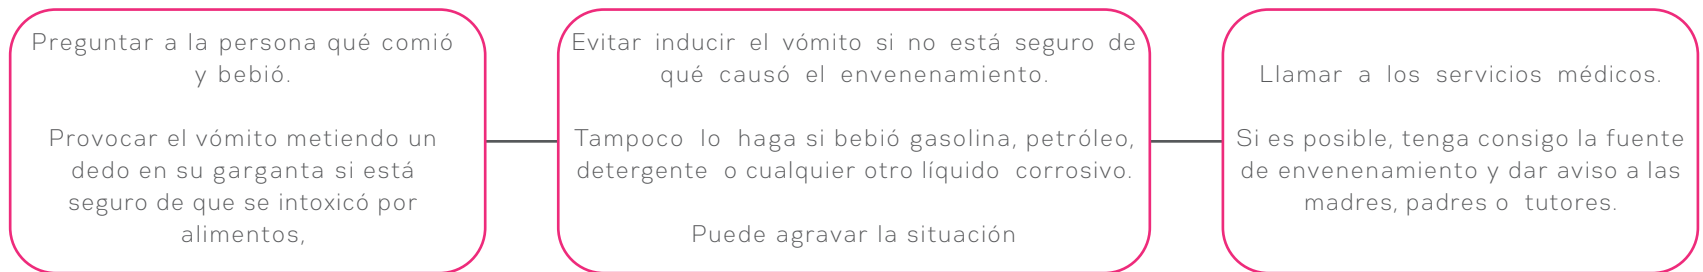 Preguntar a la persona qué comió
y bebió.
Provocar el vómito metiendo un
dedo en su garganta si está
seguro de que se intoxicó por
alimentos,
Evitar inducir el vómito si no está seguro de
qué causó el envenenamiento.
Tampoco lo haga si bebió gasolina, petróleo,
detergente o cualquier otro líquido corrosivo.
Puede agravar la situación
Llamar a los servicios médicos.
Si es posible, tenga consigo la fuente
de envenenamiento y dar aviso a las
madres, padres o tutores.